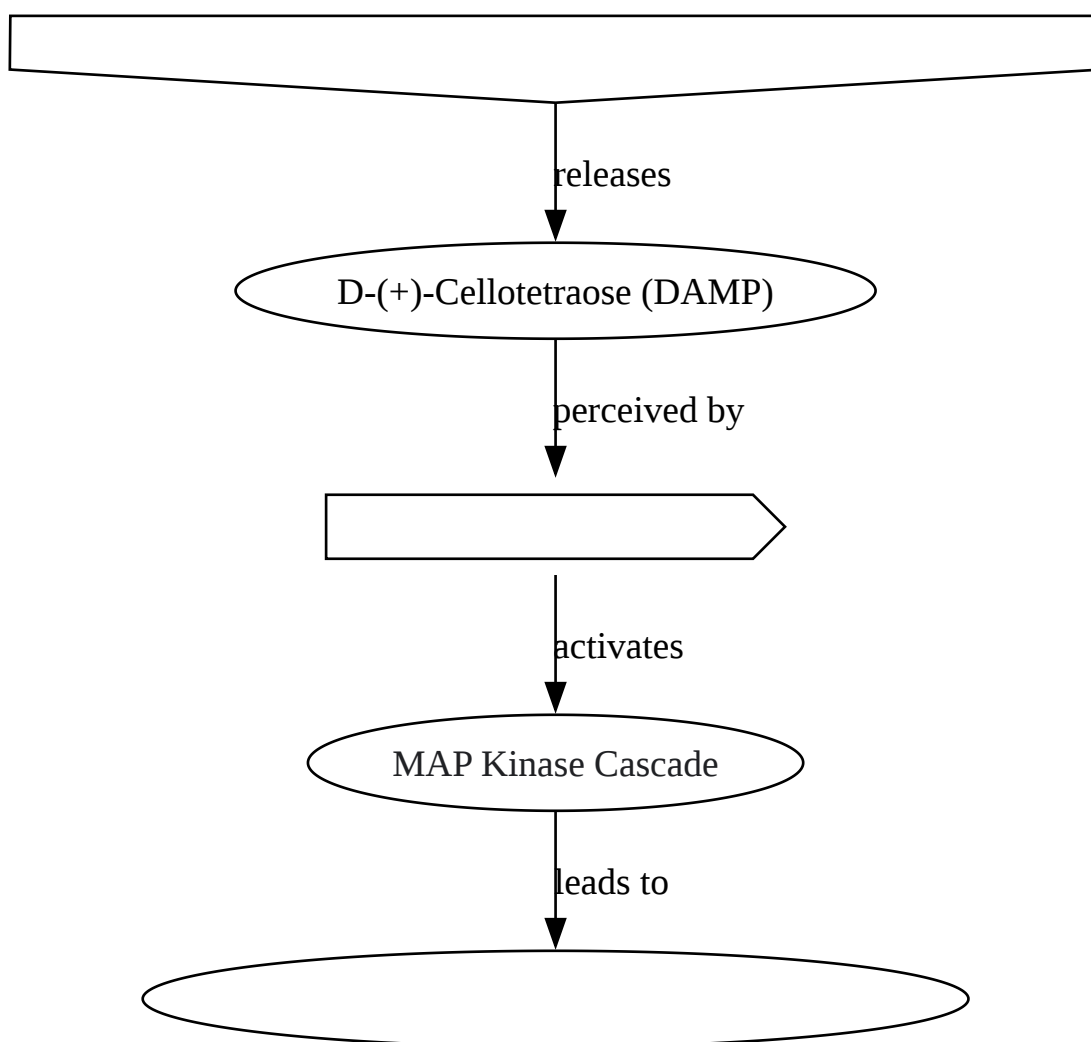 releases
D-(+)-Cellotetraose (DAMP)
perceived by
activates
MAP Kinase Cascade
leads to